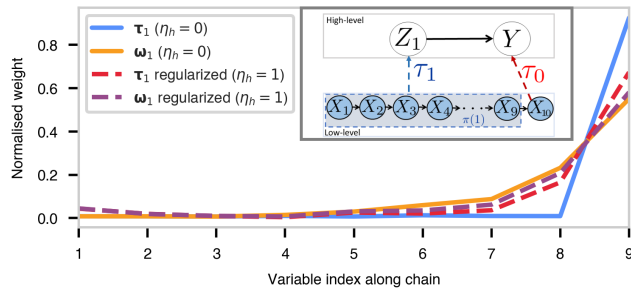 τ₁ (ηₕ = 0)
ω₁ (ηₕ = 0)
τ₁ regularized (ηₕ = 1)
ω₁ regularized (ηₕ = 1)
High-level
Z₁ Y
τ₁ τ₀
X₁ X₂ X₃ X₄ ··· X₉ X₁₀
π(1)
Low-level
Normalised weight
0.8
0.6
0.4
0.2
0.0
1 2 3 4 5 6 7 8 9
Variable index along chain